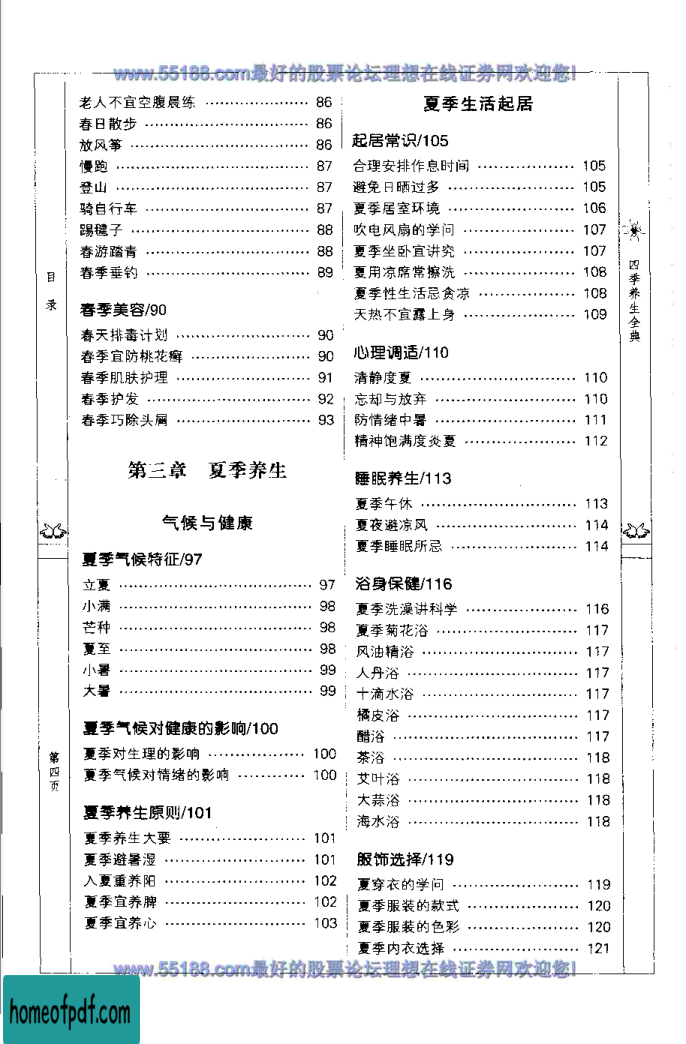 www.55188.com最好的股票论坛理想在线证券网欢迎您!
老人不宜空腹晨练 ………………… 86
春日散步 ………………… 86
放风筝 ………………… 86
慢跑 ………………… 87
登山 ………………… 87
骑自行车 ………………… 87
踢毽子 ………………… 88
春游踏青 ………………… 88
春季垂钓 ………………… 89
春季美容/90
春天排毒计划 ………………… 90
春季宜防桃花癣 ………………… 90
春季肌肤护理 ………………… 91
春季护发 ………………… 92
春季巧除头屑 ………………… 93
第三章 夏季养生
气候与健康
夏季气候特征/97
立夏 ………………… 97
小满 ………………… 98
芒种 ………………… 98
夏至 ………………… 98
小暑 ………………… 99
大暑 ………………… 99
夏季气候对健康的影响/100
夏季对生理的影响 ………………… 100
夏季气候对情绪的影响 ………… 100
夏季养生原则/101
夏季养生大要 ………………… 101
夏季避暑湿 ………………… 101
入夏重养阳 ………………… 102
夏季宜养脾 ………………… 102
夏季宜养心 ………………… 103
夏季生活起居
起居常识/105
合理安排作息时间 ………………… 105
避免日晒过多 ………………… 105
夏季居室环境 ………………… 106
吹电风扇的学问 ………………… 107
夏季坐卧宜讲究 ………………… 107
夏用凉席常擦洗 ………………… 108
夏季性生活忌贪凉 ………………… 108
天热不宜露上身 ………………… 109
心理调适/110
清静度夏 ………………… 110
忘却与放弃 ………………… 110
防情绪中暑 ………………… 111
精神饱满度炎夏 ………………… 112
睡眠养生/113
夏季午休 ………………… 113
夏夜避凉风 ………………… 114
夏季睡眠所忌 ………………… 114
浴身保健/116
夏季洗澡讲科学 ………………… 116
夏季菊花浴 ………………… 117
风油精浴 ………………… 117
人丹浴 ………………… 117
十滴水浴 ………………… 117
橘皮浴 ………………… 117
醋浴 ………………… 117
茶浴 ………………… 118
艾叶浴 ………………… 118
大蒜浴 ………………… 118
海水浴 ………………… 118
服饰选择/119
夏穿衣的学问 ………………… 119
夏季服装的款式 ………………… 120
夏季服装的色彩 ………………… 120
夏季内衣选择 ………………… 121
目录
第四页
四季养生全典
www.55188.com最好的股票论坛理想在线证券网欢迎您!
homeofpdf.com